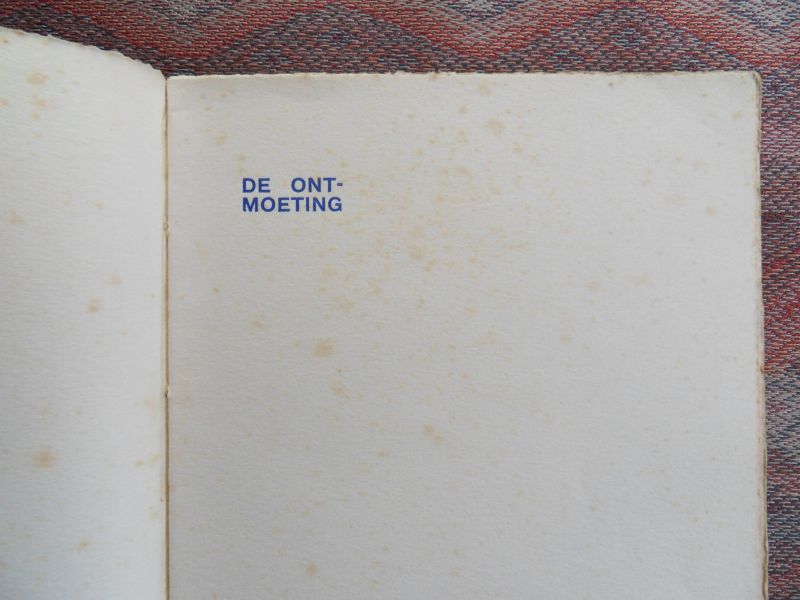 DE ONT-
MOETING